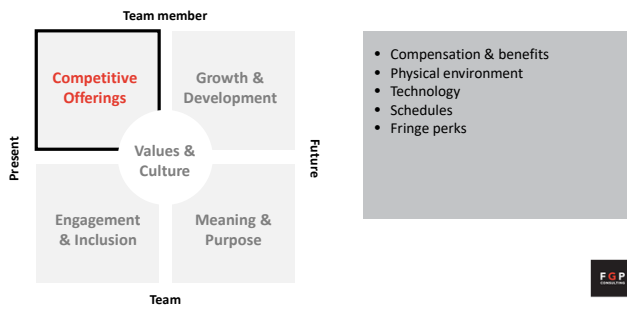 Team member
Competitive
Offerings
Growth &
Development
Values &
Culture
Engagement
& Inclusion
Meaning &
Purpose
Present
Future
Team
• Compensation & benefits
• Physical environment
• Technology
• Schedules
• Fringe perks
FGP
CONSULTING